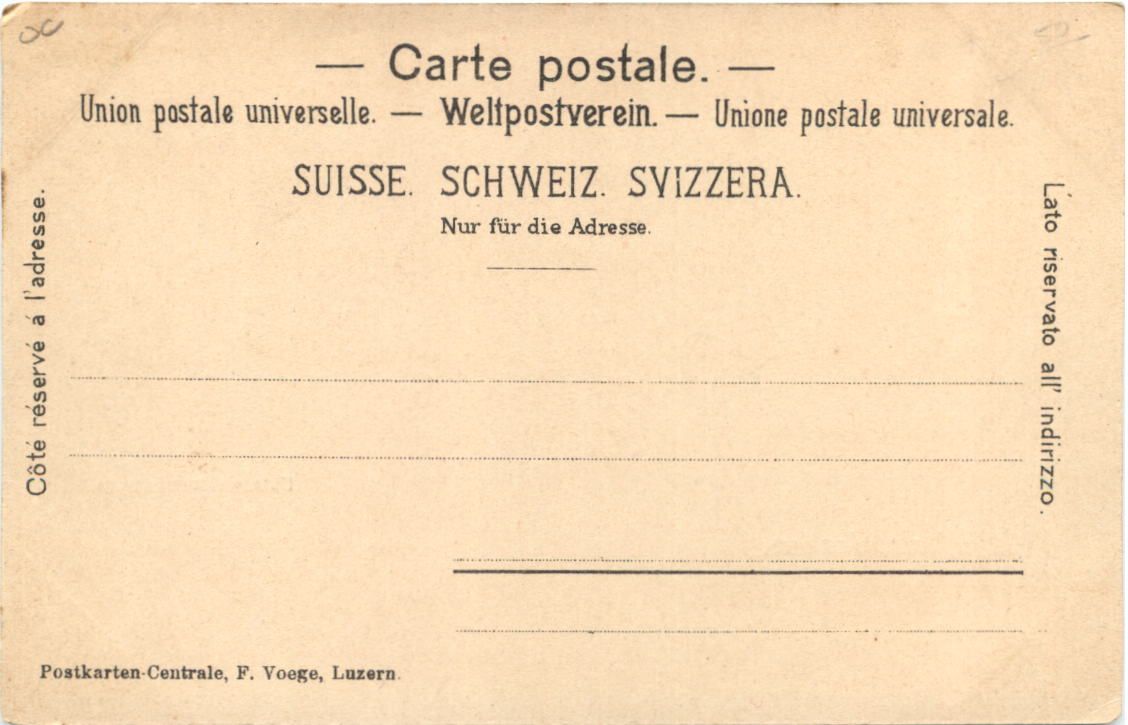 — Carte postale. —
Union postale universelle. — Weltpostverein. — Unione postale universale.
SUISSE. SCHWEIZ. SVIZZERA.
Nur für die Adresse.
Côté réservé á l'adresse.
L'ato riservato all' indirizzo.
Postkarten-Centrale, F. Voege, Luzern.